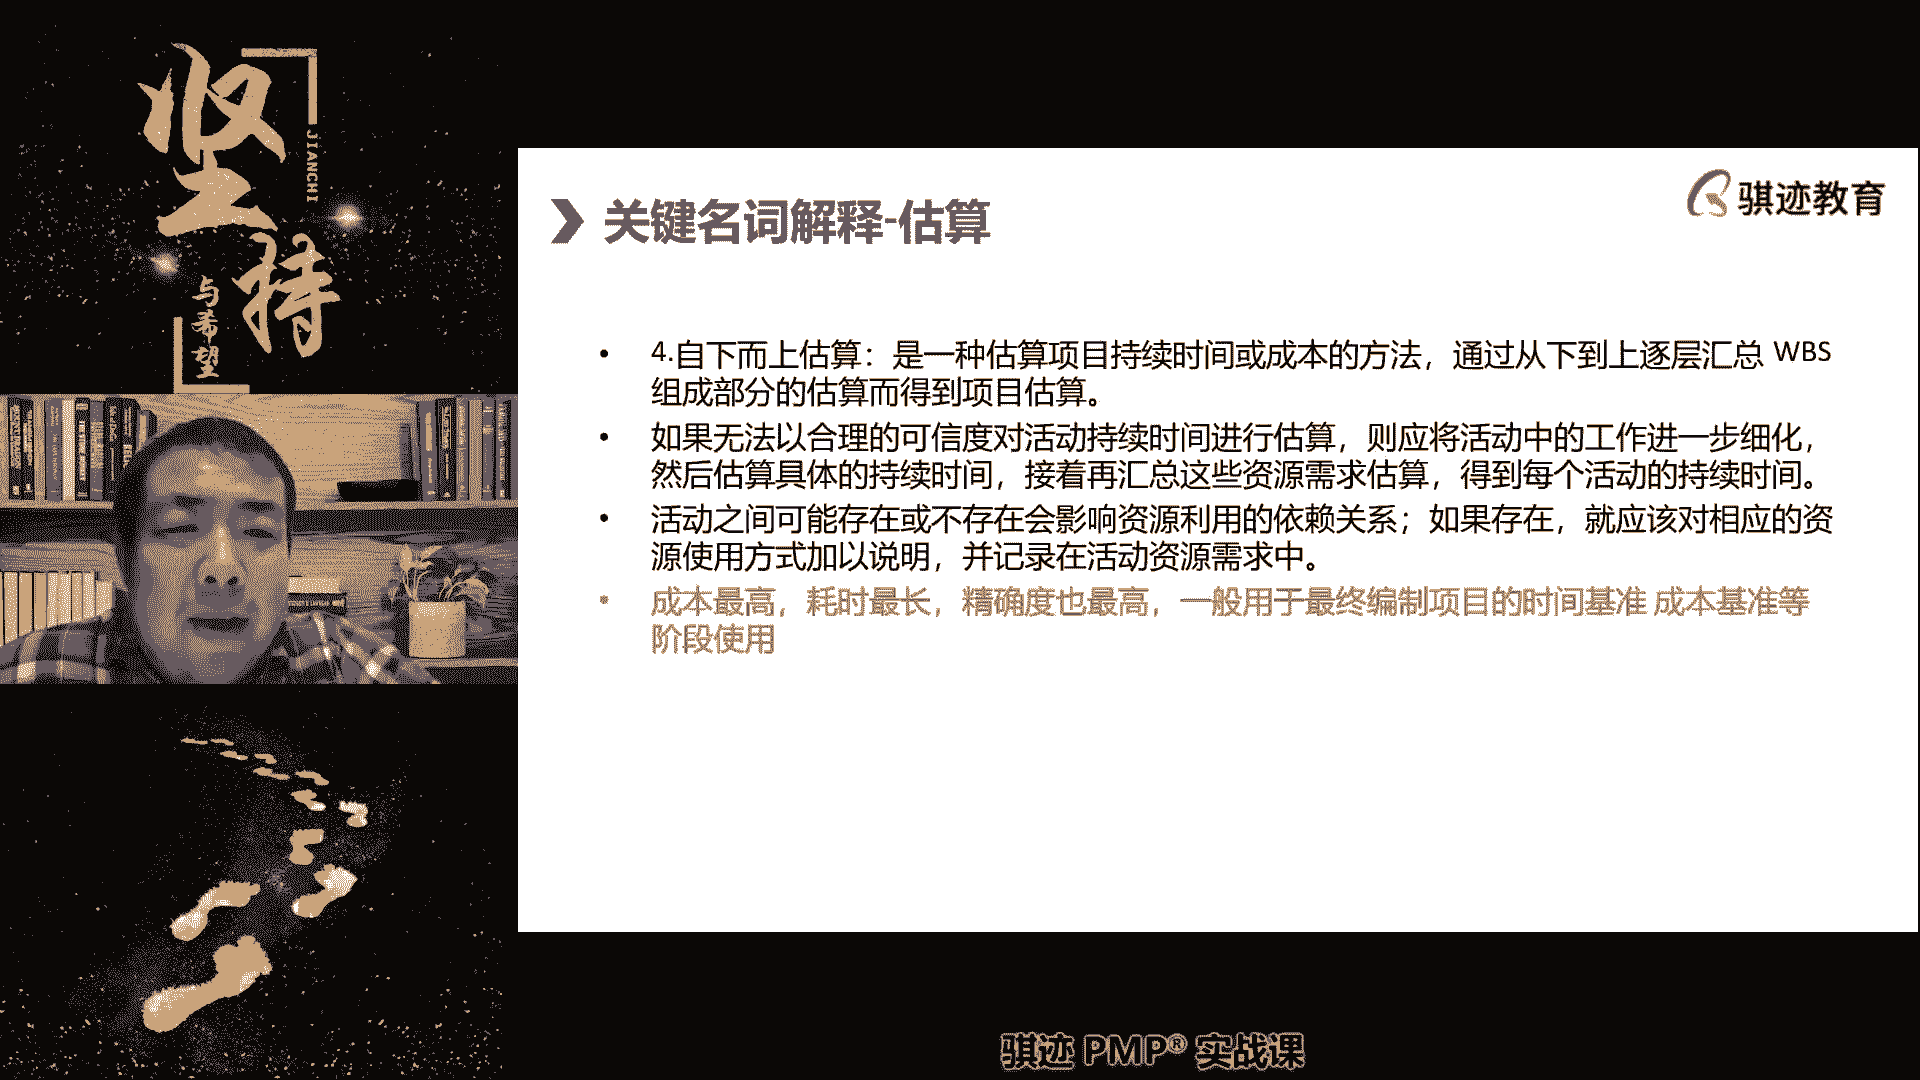 坚持
JIANCHI
与希望
骐迹教育
关键名词解释-估算
• 4.自下而上估算：是一种估算项目持续时间或成本的方法，通过从下到上逐层汇总 WBS
组成部分的估算而得到项目估算。
• 如果无法以合理的可信度对活动持续时间进行估算，则应将活动中的工作进一步细化，
然后估算具体的持续时间，接着再汇总这些资源需求估算，得到每个活动的持续时间。
• 活动之间可能存在或不存在会影响资源利用的依赖关系；如果存在，就应该对相应的资
源使用方式加以说明，并记录在活动资源需求中。
• 成本最高，耗时最长，精确度也最高，一般用于最终编制项目的时间基准 成本基准等
阶段使用
骐迹 PMP® 实战课